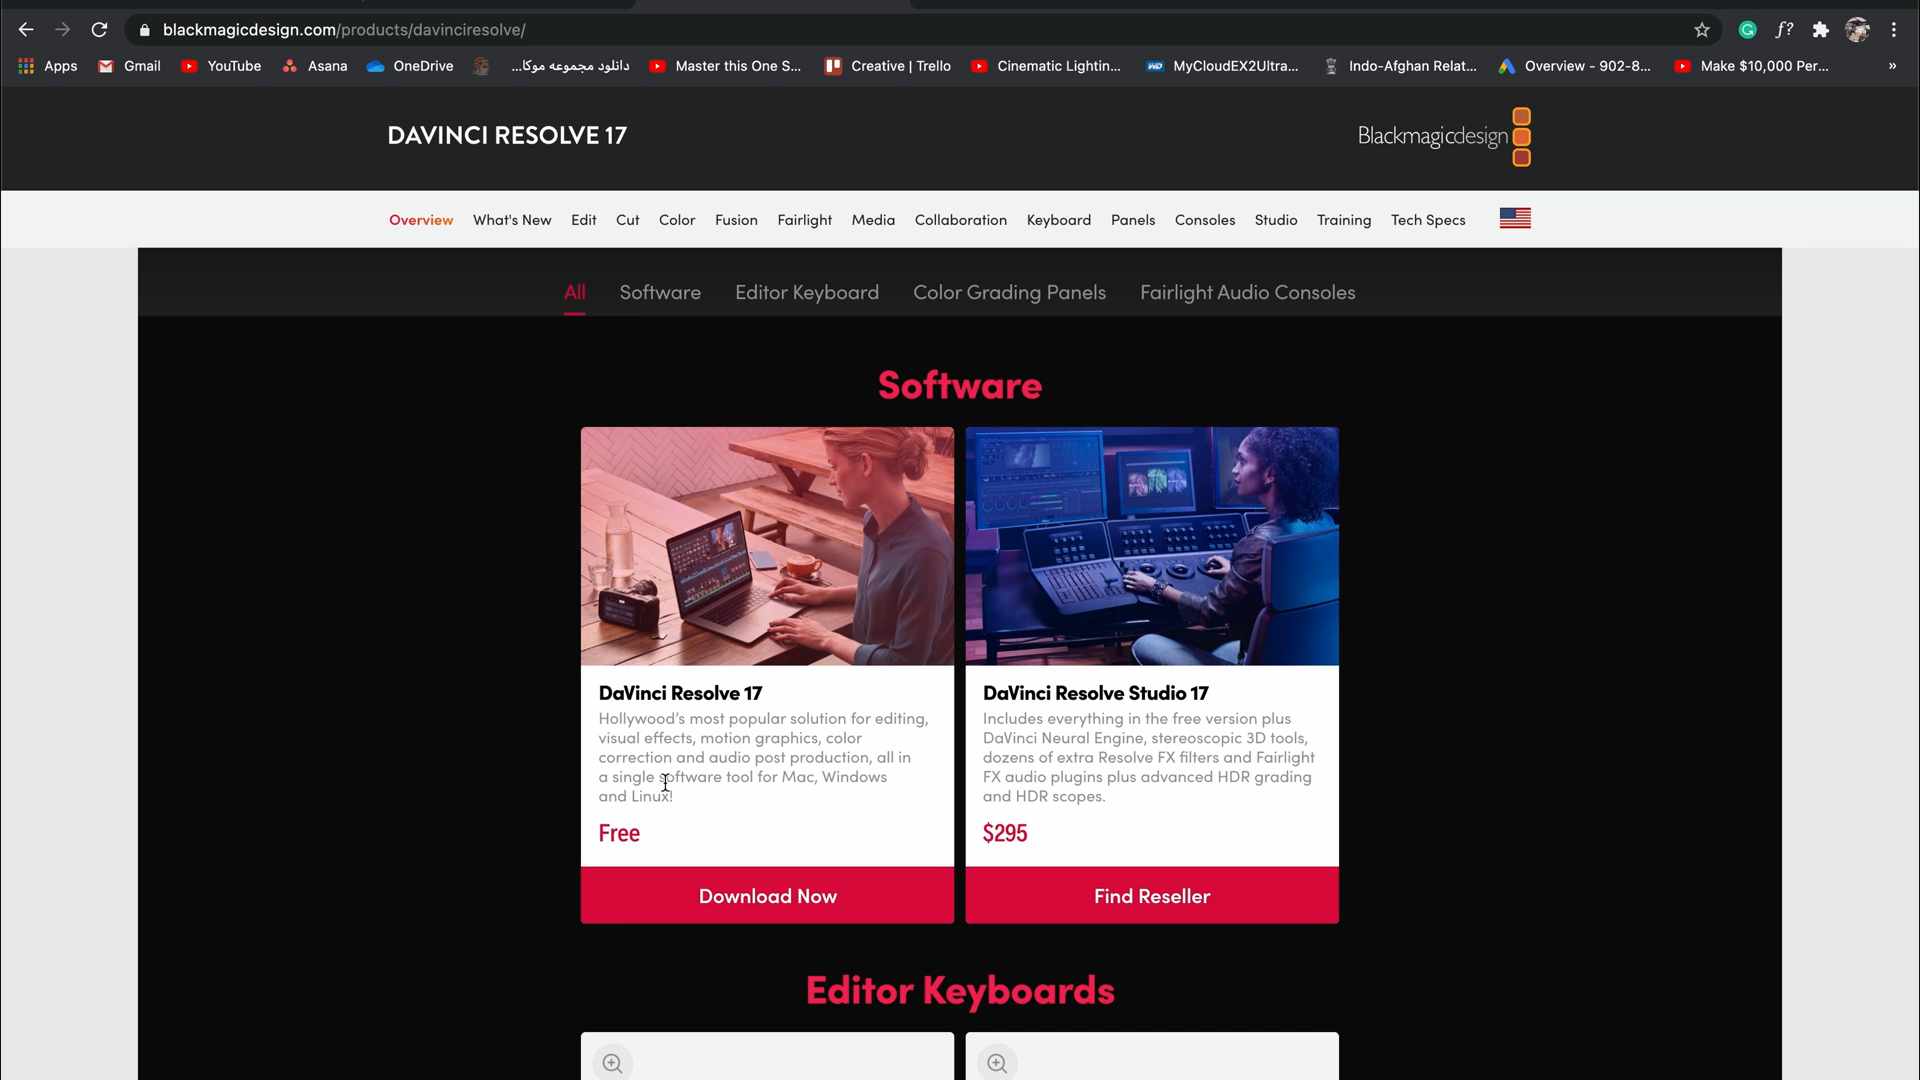 blackmagicdesign.com/products/davinciresolve/
f?
Apps Gmail YouTube Asana OneDrive دانلود مجموعه موکا... Master this One S... Creative | Trello Cinematic Lightin... MyCloudEX2Ultra... Indo-Afghan Relat... Overview - 902-8... Make $10,000 Per... »
DAVINCI RESOLVE 17
Blackmagicdesign
Overview What's New Edit Cut Color Fusion Fairlight Media Collaboration Keyboard Panels Consoles Studio Training Tech Specs
All Software Editor Keyboard Color Grading Panels Fairlight Audio Consoles
Software
DaVinci Resolve 17
Hollywood’s most popular solution for editing,
visual effects, motion graphics, color
correction and audio post production, all in
a single software tool for Mac, Windows
and Linux!
Free
Download Now
DaVinci Resolve Studio 17
Includes everything in the free version plus
DaVinci Neural Engine, stereoscopic 3D tools,
dozens of extra Resolve FX filters and Fairlight
FX audio plugins plus advanced HDR grading
and HDR scopes.
$295
Find Reseller
Editor Keyboards